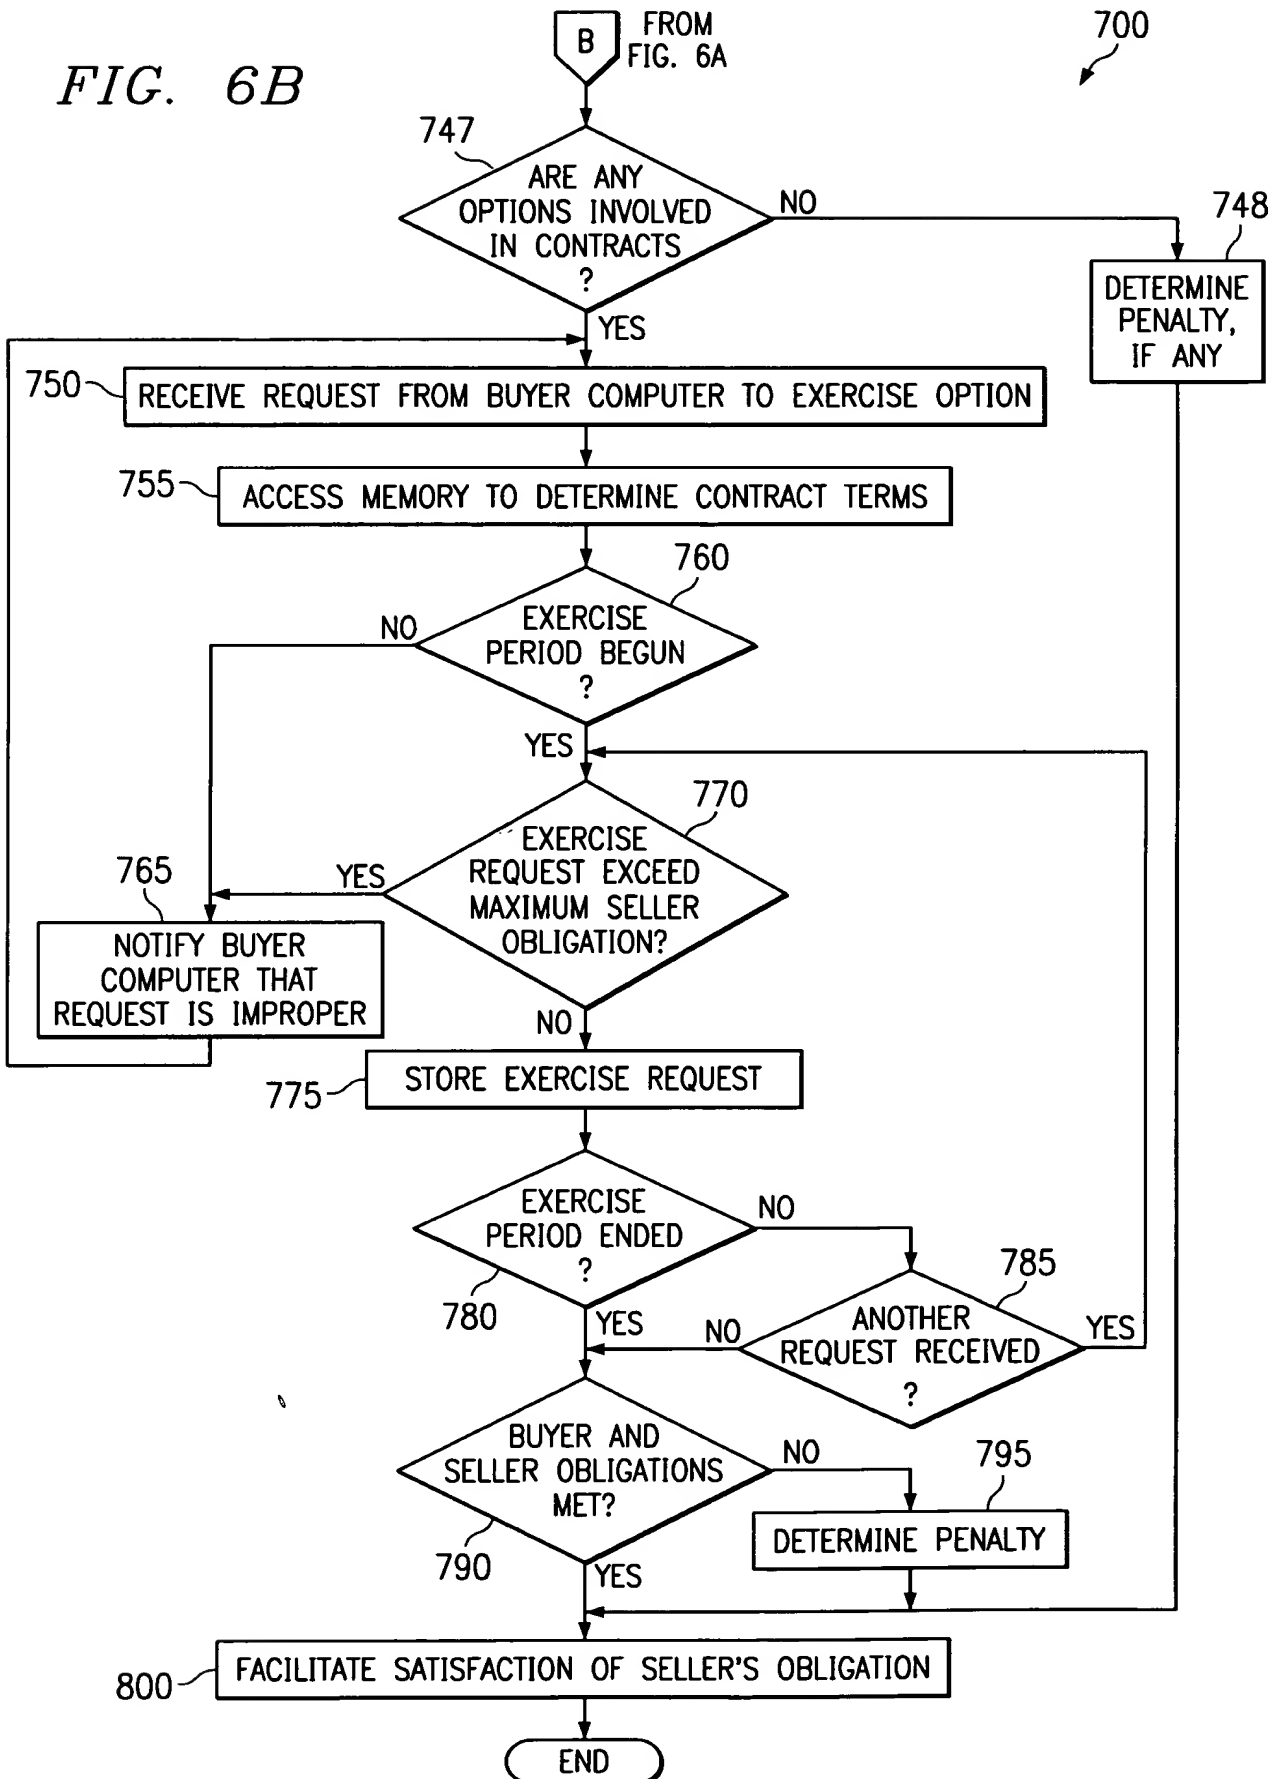 FIG. 6B
B
FROM
FIG. 6A
700
747
ARE ANY
OPTIONS INVOLVED
IN CONTRACTS
?
NO
748
DETERMINE
PENALTY,
IF ANY
YES
750
RECEIVE REQUEST FROM BUYER COMPUTER TO EXERCISE OPTION
755
ACCESS MEMORY TO DETERMINE CONTRACT TERMS
760
EXERCISE
PERIOD BEGUN
?
NO
YES
770
EXERCISE
REQUEST EXCEED
MAXIMUM SELLER
OBLIGATION?
YES
765
NOTIFY BUYER
COMPUTER THAT
REQUEST IS IMPROPER
NO
775
STORE EXERCISE REQUEST
EXERCISE
PERIOD ENDED
?
NO
780
YES
785
ANOTHER
REQUEST RECEIVED
?
NO
YES
BUYER AND
SELLER OBLIGATIONS
MET?
NO
790
795
DETERMINE PENALTY
YES
800
FACILITATE SATISFACTION OF SELLER'S OBLIGATION
END